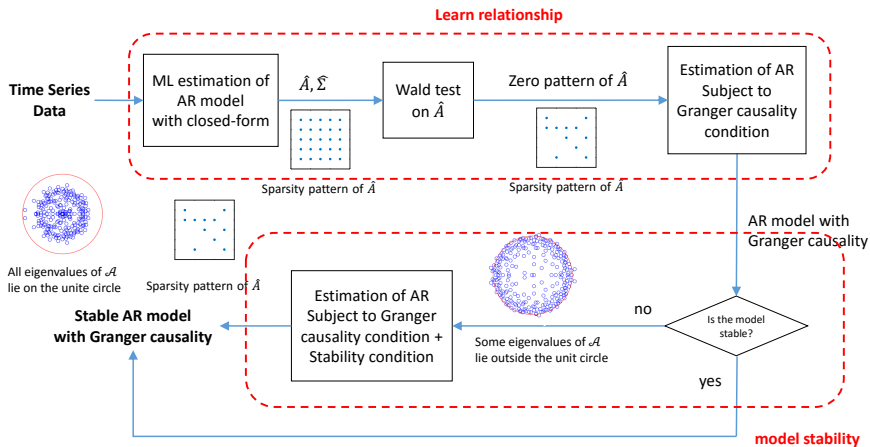 Learn relationship
Time Series
Data
ML estimation of
AR model
with closed-form
Â, Σ̂
Wald test
on Â
Zero pattern of Â
Estimation of AR
Subject to
Granger causality
condition
Sparsity pattern of Â
Sparsity pattern of Â
AR model with
Granger causality
All eigenvalues of 𝒜
lie on the unite circle
Sparsity pattern of Â
Stable AR model
with Granger causality
Estimation of AR
Subject to Granger
causality condition +
Stability condition
Some eigenvalues of 𝒜
lie outside the unit circle
no
Is the model
stable?
yes
model stability